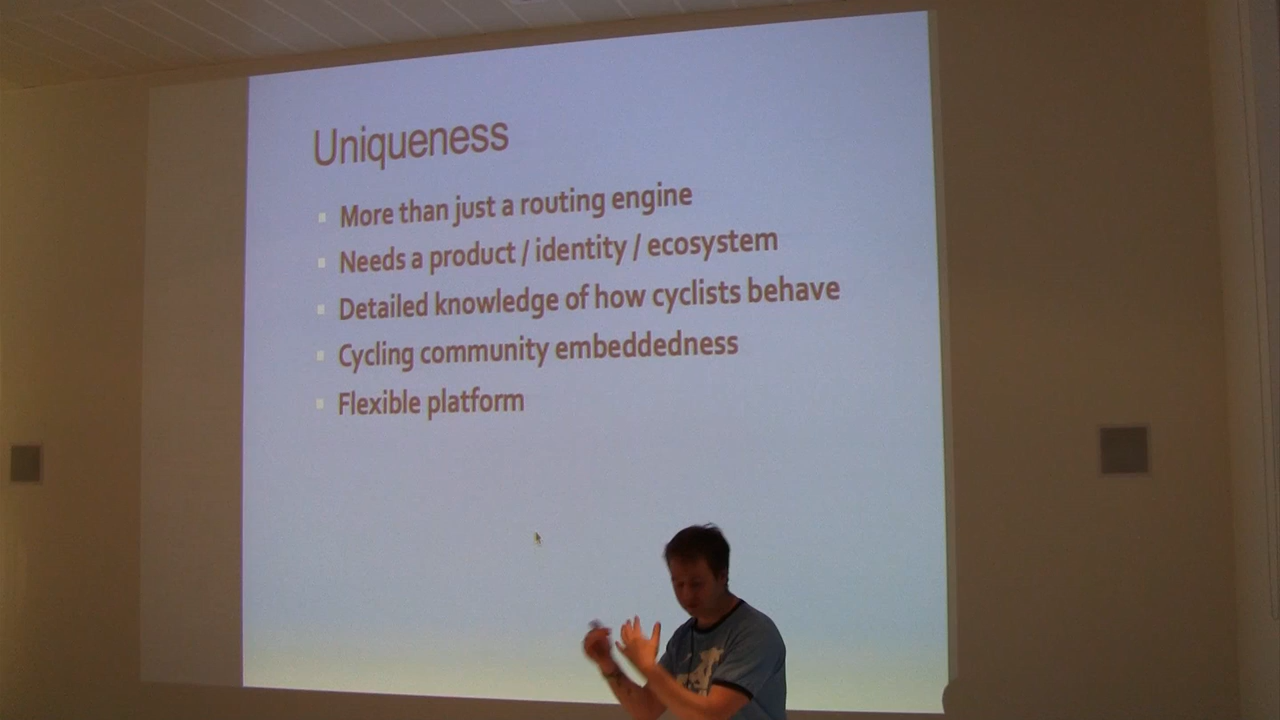 Uniqueness
More than just a routing engine
Needs a product / identity / ecosystem
Detailed knowledge of how cyclists behave
Cycling community embeddedness
Flexible platform